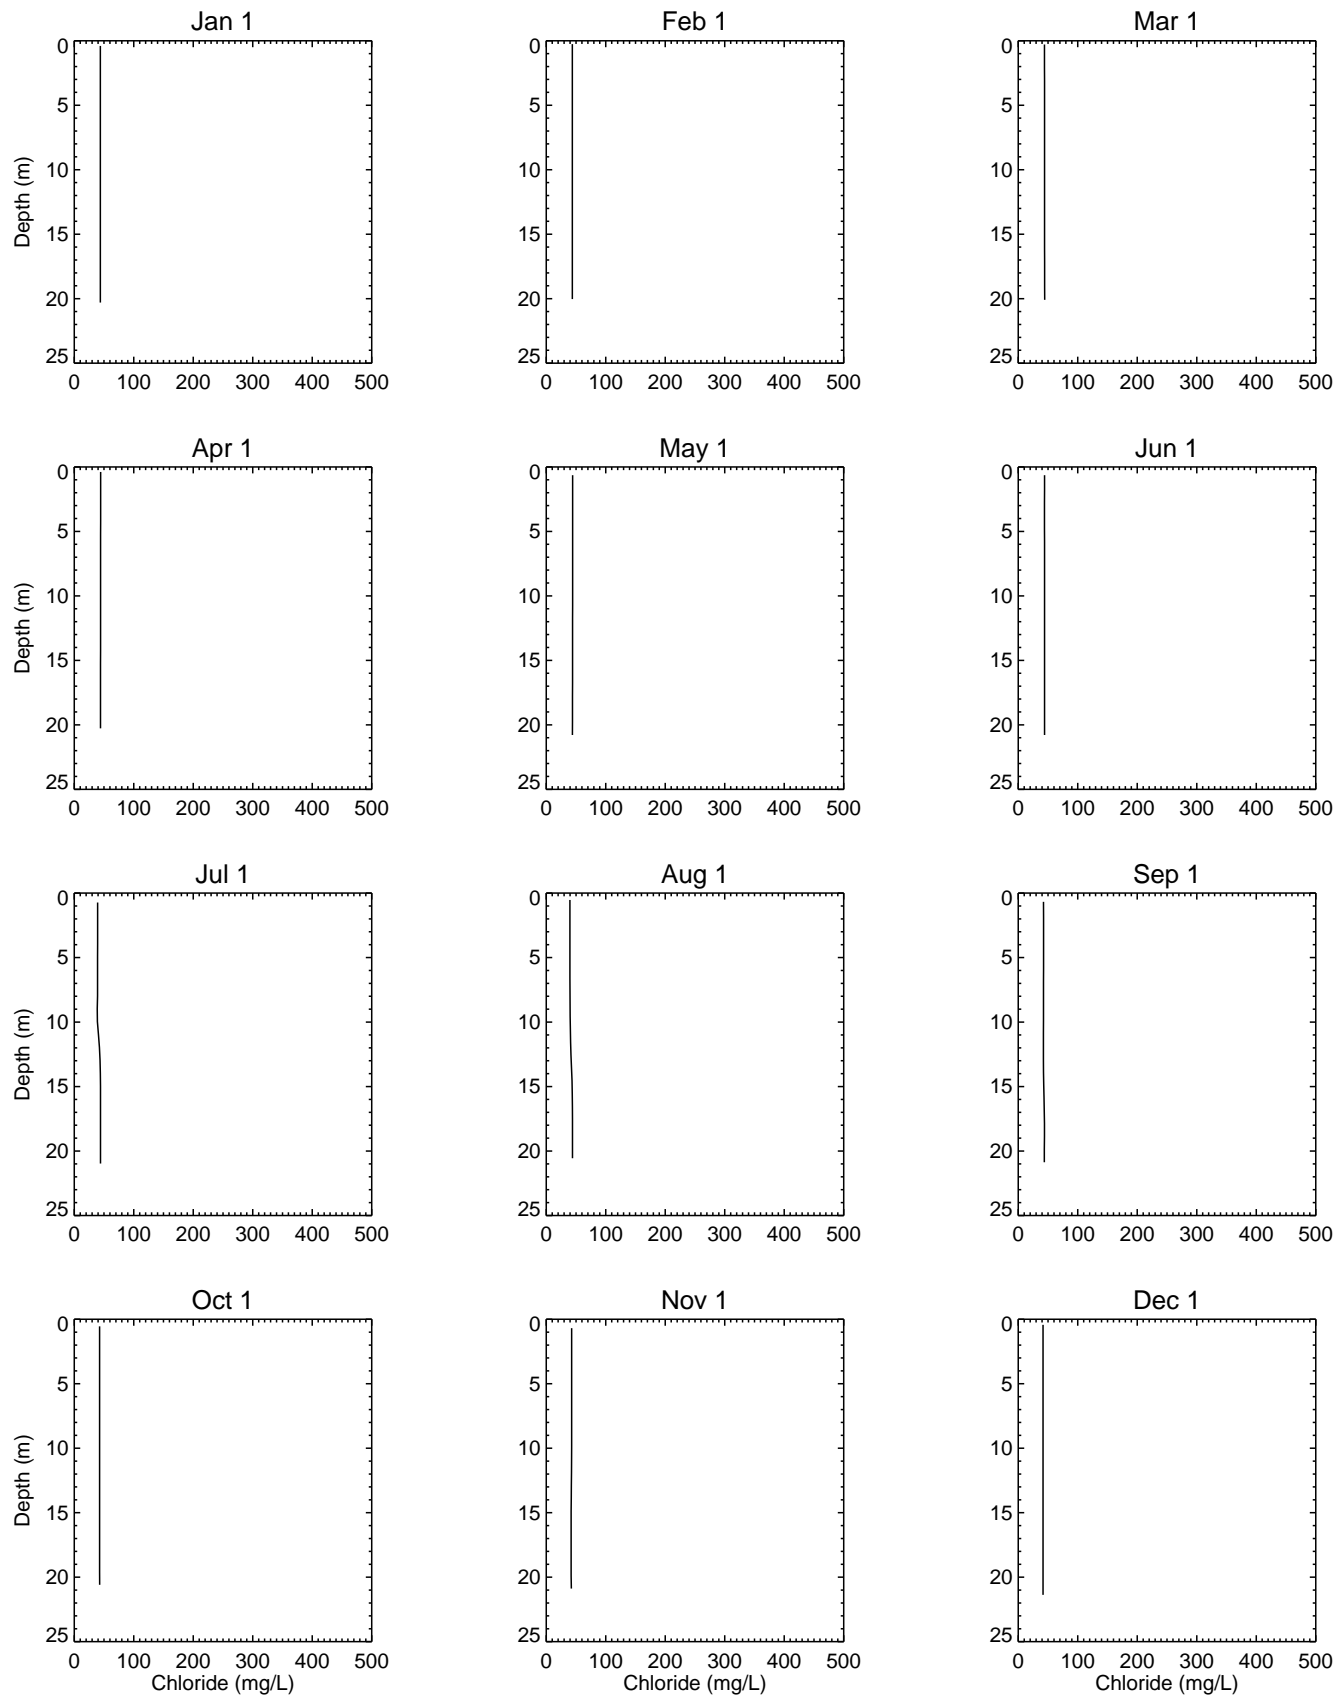 Jan 1 Feb 1 Mar 1
0 0 0
5 5 5
10 10 10
15 15 15
20 20 20
25 25 25
Depth (m)
0 100 200 300 400 500 0 100 200 300 400 500 0 100 200 300 400 500
Apr 1 May 1 Jun 1
0 0 0
5 5 5
10 10 10
15 15 15
20 20 20
25 25 25
Depth (m)
0 100 200 300 400 500 0 100 200 300 400 500 0 100 200 300 400 500
Jul 1 Aug 1 Sep 1
0 0 0
5 5 5
10 10 10
15 15 15
20 20 20
25 25 25
Depth (m)
0 100 200 300 400 500 0 100 200 300 400 500 0 100 200 300 400 500
Oct 1 Nov 1 Dec 1
0 0 0
5 5 5
10 10 10
15 15 15
20 20 20
25 25 25
Depth (m)
0 100 200 300 400 500 0 100 200 300 400 500 0 100 200 300 400 500
Chloride (mg/L) Chloride (mg/L) Chloride (mg/L)